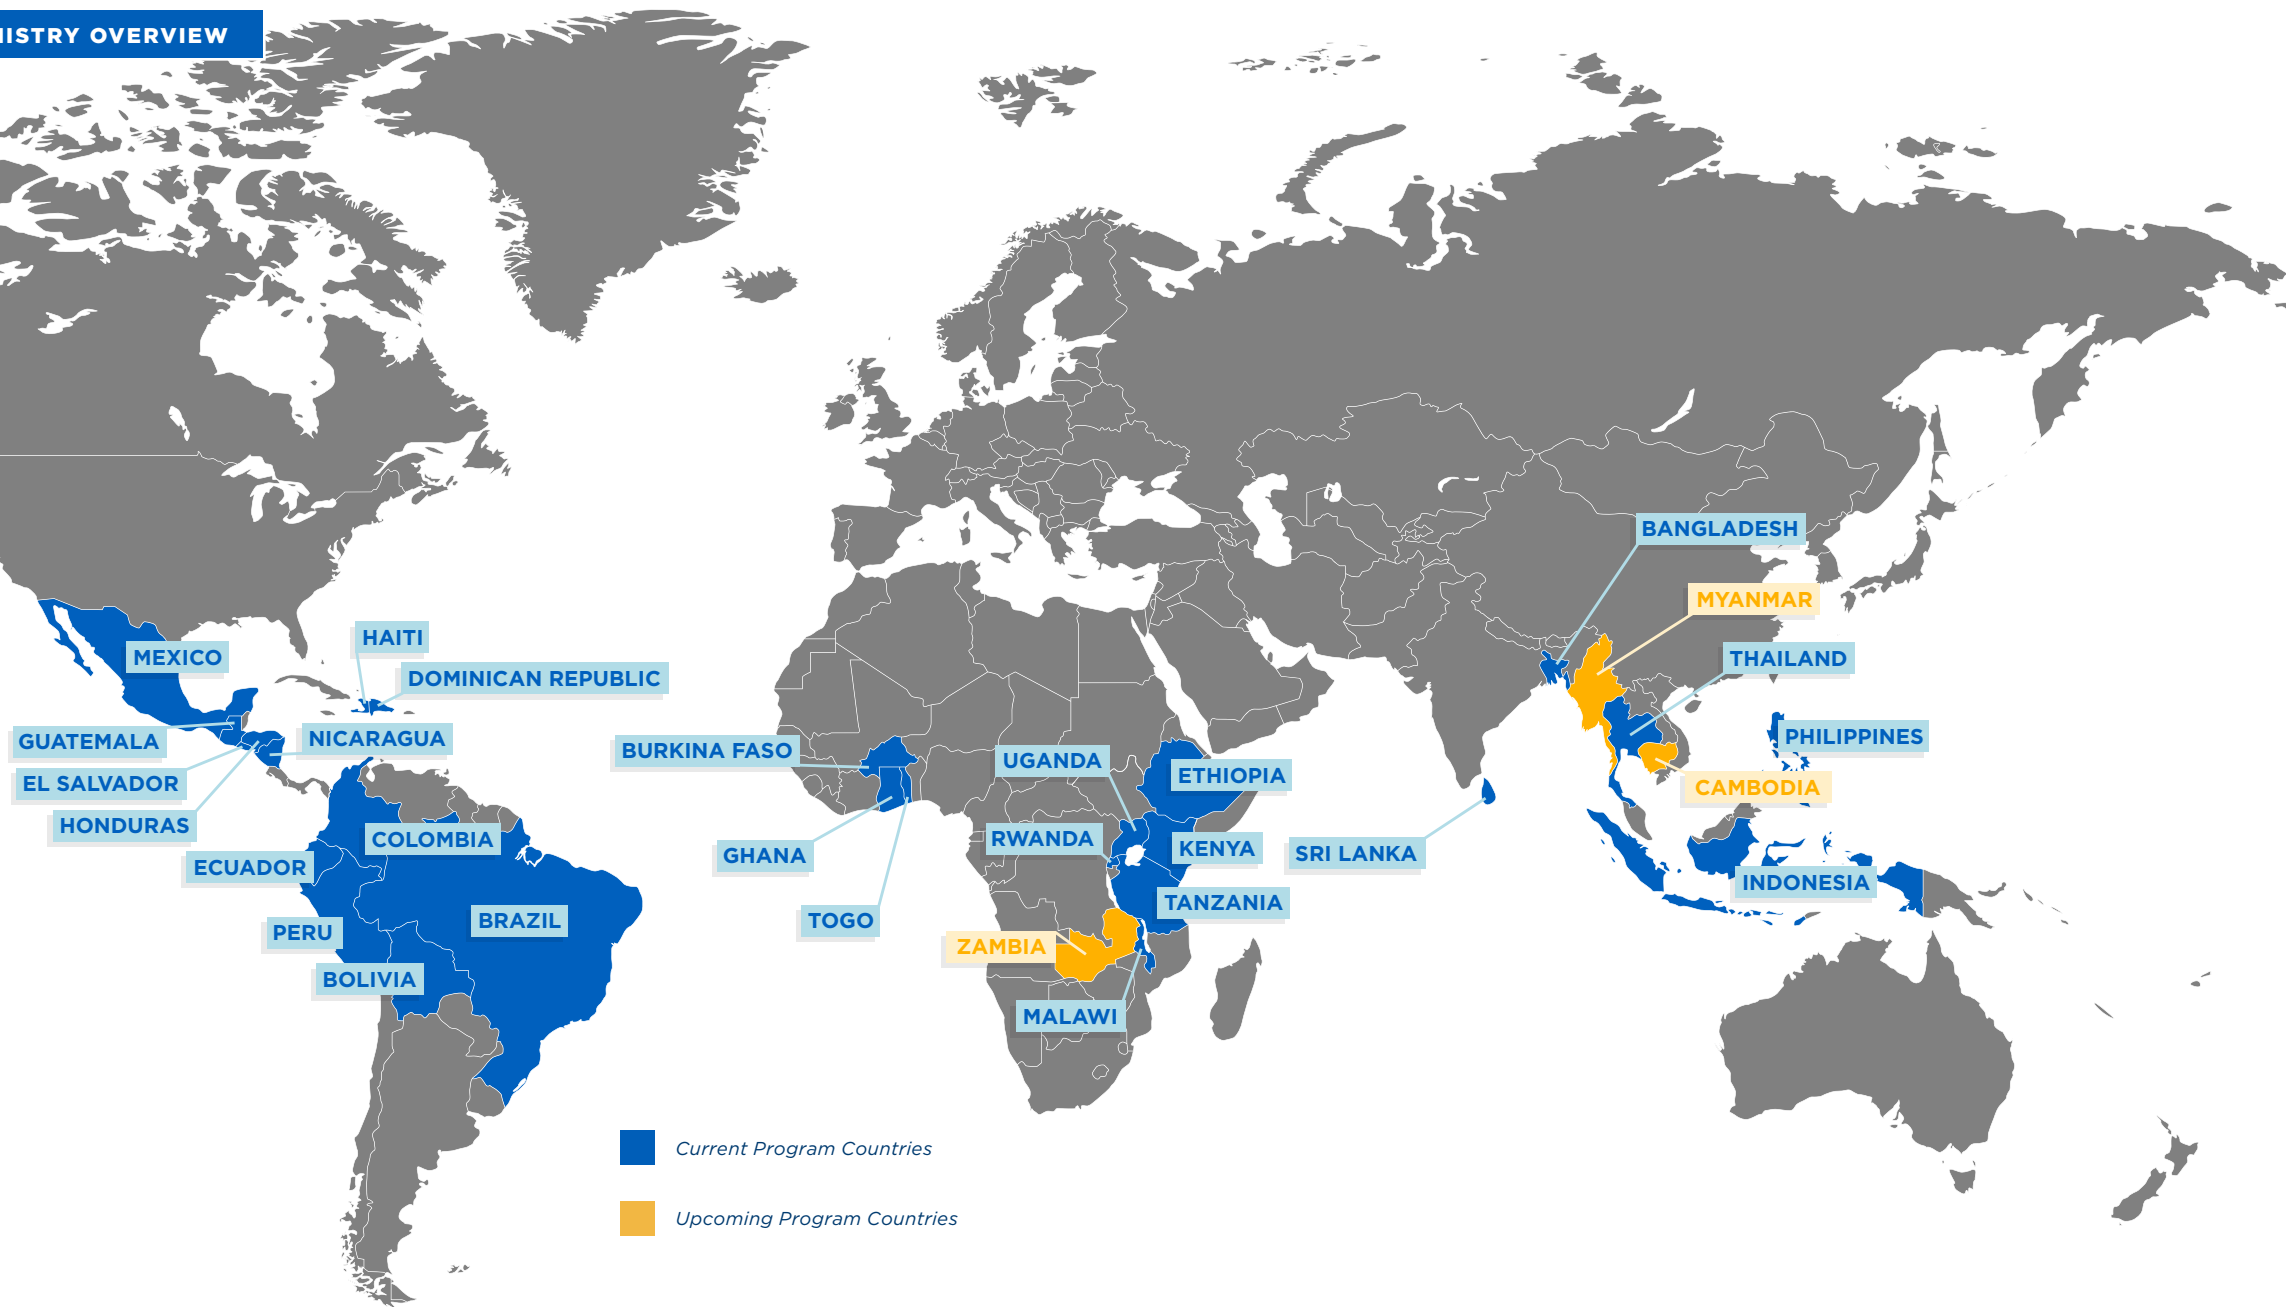 ISTRY OVERVIEW
BANGLADESH
MYANMAR
HAITI
MEXICO
THAILAND
DOMINICAN REPUBLIC
GUATEMALA
NICARAGUA
PHILIPPINES
BURKINA FASO
UGANDA
ETHIOPIA
EL SALVADOR
CAMBODIA
HONDURAS
COLOMBIA
RWANDA
KENYA
GHANA
SRI LANKA
ECUADOR
INDONESIA
TANZANIA
BRAZIL
TOGO
PERU
ZAMBIA
BOLIVIA
MALAWI
Current Program Countries
Upcoming Program Countries